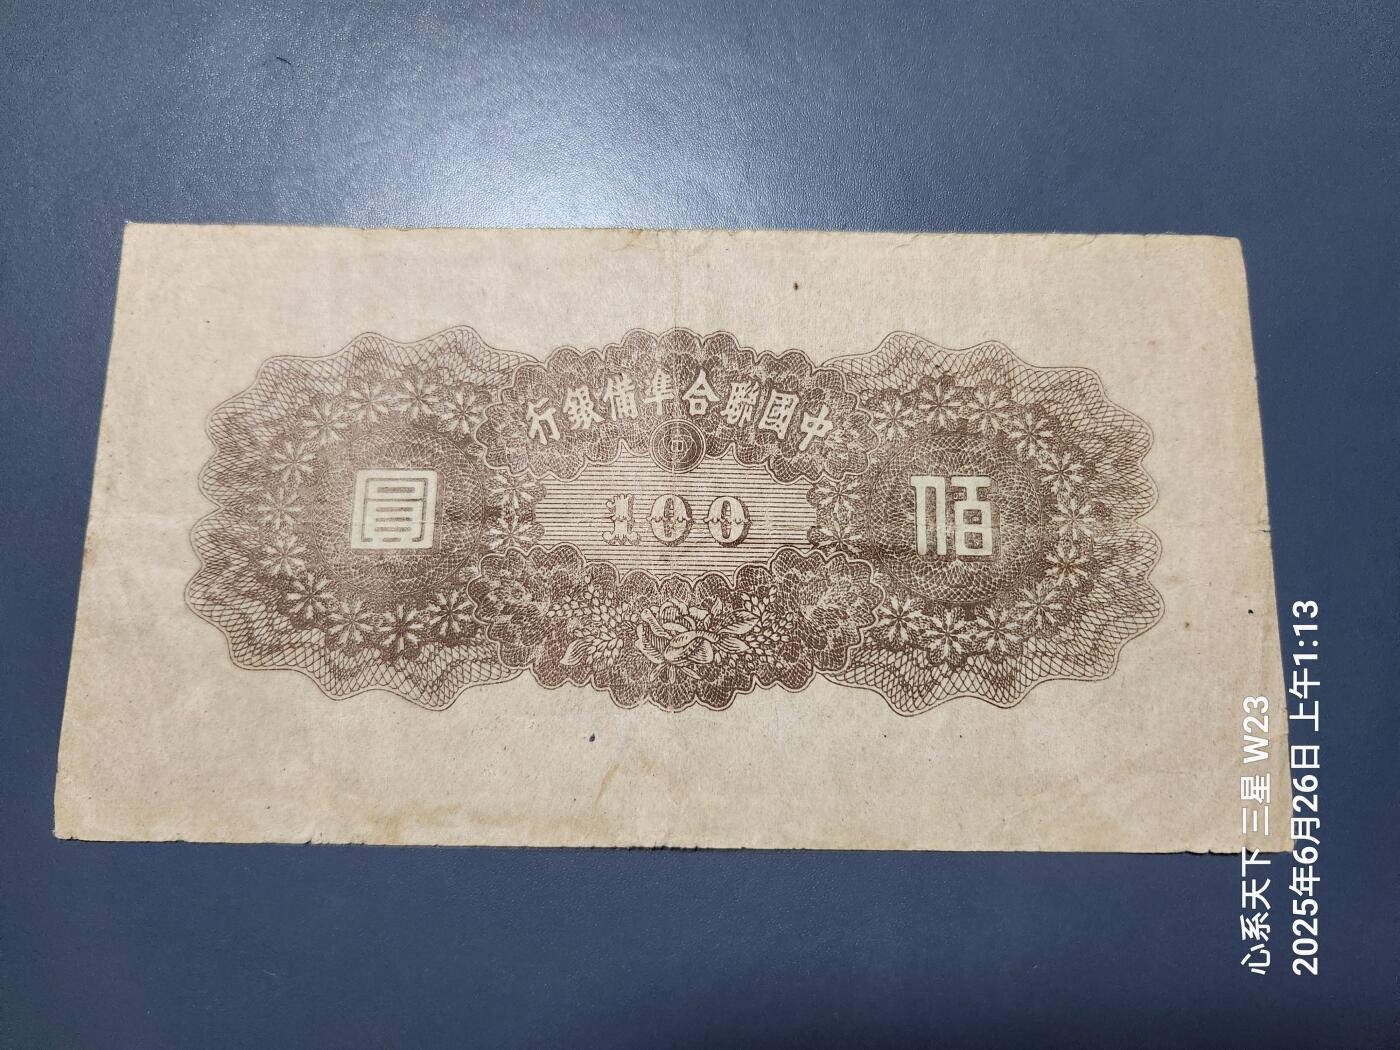 中國聯合準備銀行
佰 100 圓
心系天下 三星 W23
2025年6月26日 上午1:13